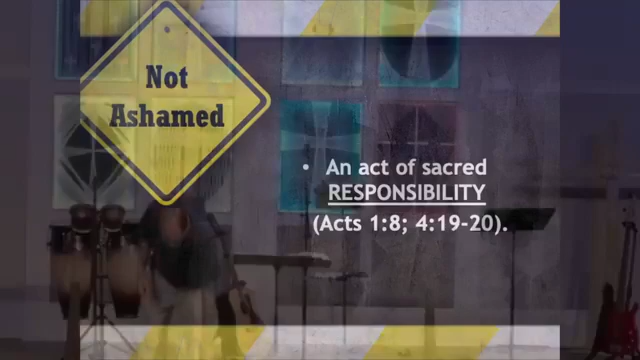 Not
Ashamed
• An act of sacred
RESPONSIBILITY
(Acts 1:8; 4:19-20).